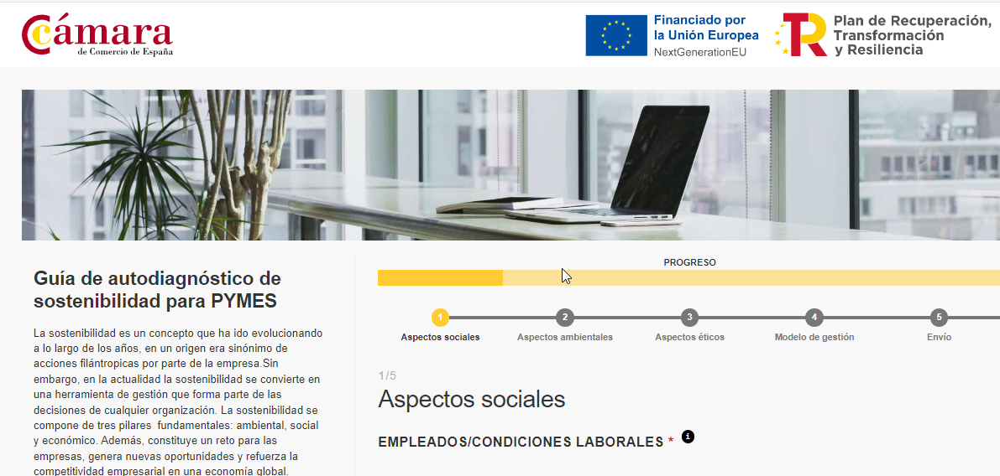 Cámara
de Comercio de España
Financiado por
la Unión Europea
NextGenerationEU
Plan de Recuperación,
Transformación
y Resiliencia
Guía de autodiagnóstico de
sostenibilidad para PYMES
La sostenibilidad es un concepto que ha ido evolucionando
a lo largo de los años, en un origen era sinónimo de
acciones filántropicas por parte de la empresa.Sin
embargo, en la actualidad la sostenibilidad se convierte en
una herramienta de gestión que forma parte de las
decisiones de cualquier organización. La sostenibilidad se
compone de tres pilares  fundamentales: ambiental, social
y económico. Además, constituye un reto para las
empresas, genera nuevas oportunidades y refuerza la
competitividad empresarial en una economía global.
PROGRESO
1 2 3 4 5
Aspectos sociales Aspectos ambientales Aspectos éticos Modelo de gestión Envío
1/5
Aspectos sociales
EMPLEADOS/CONDICIONES LABORALES * i